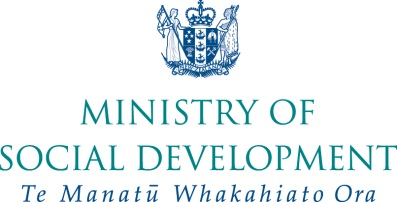 MINISTRY OF
SOCIAL DEVELOPMENT
Te Manatū Whakahiato Ora